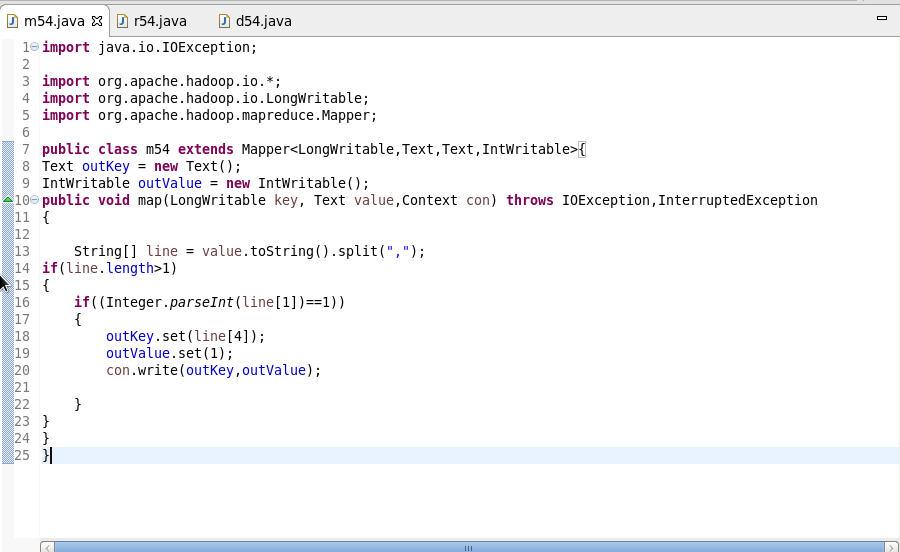 m54.java r54.java d54.java
1 import java.io.IOException;
2
3 import org.apache.hadoop.io.*;
4 import org.apache.hadoop.io.LongWritable;
5 import org.apache.hadoop.mapreduce.Mapper;
6
7 public class m54 extends Mapper<LongWritable,Text,Text,IntWritable>{
8 Text outKey = new Text();
9 IntWritable outValue = new IntWritable();
10 public void map(LongWritable key, Text value,Context con) throws IOException,InterruptedException
11 {
12
13     String[] line = value.toString().split(",");
14 if(line.length>1)
15 {
16     if((Integer.parseInt(line[1])==1))
17     {
18         outKey.set(line[4]);
19         outValue.set(1);
20         con.write(outKey,outValue);
21
22     }
23 }
24 }
25 }